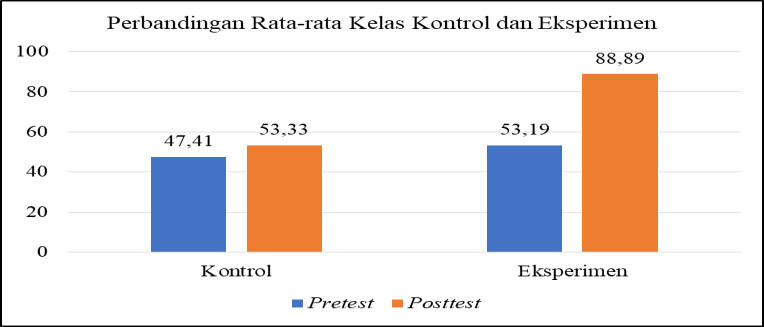 Perbandingan Rata-rata Kelas Kontrol dan Eksperimen
100
80
60
40
20
0
47,41
53,33
53,19
88,89
Kontrol
Eksperimen
Pretest
Posttest